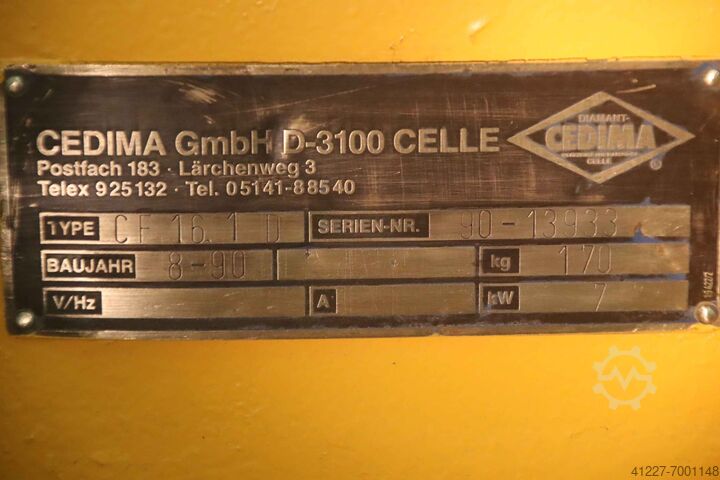 CEDIMA GmbH D-3100 CELLE
Postfach 183 · Lärchenweg 3
Telex 925132 · Tel. 05141-88540
DIAMANT-
CEDIMA
CELLE
®
TYPE CF 16.1 D SERIEN-NR. 90-13933
BAUJAHR 8-90 kg 170
V/Hz A kW 7
41227-7001148